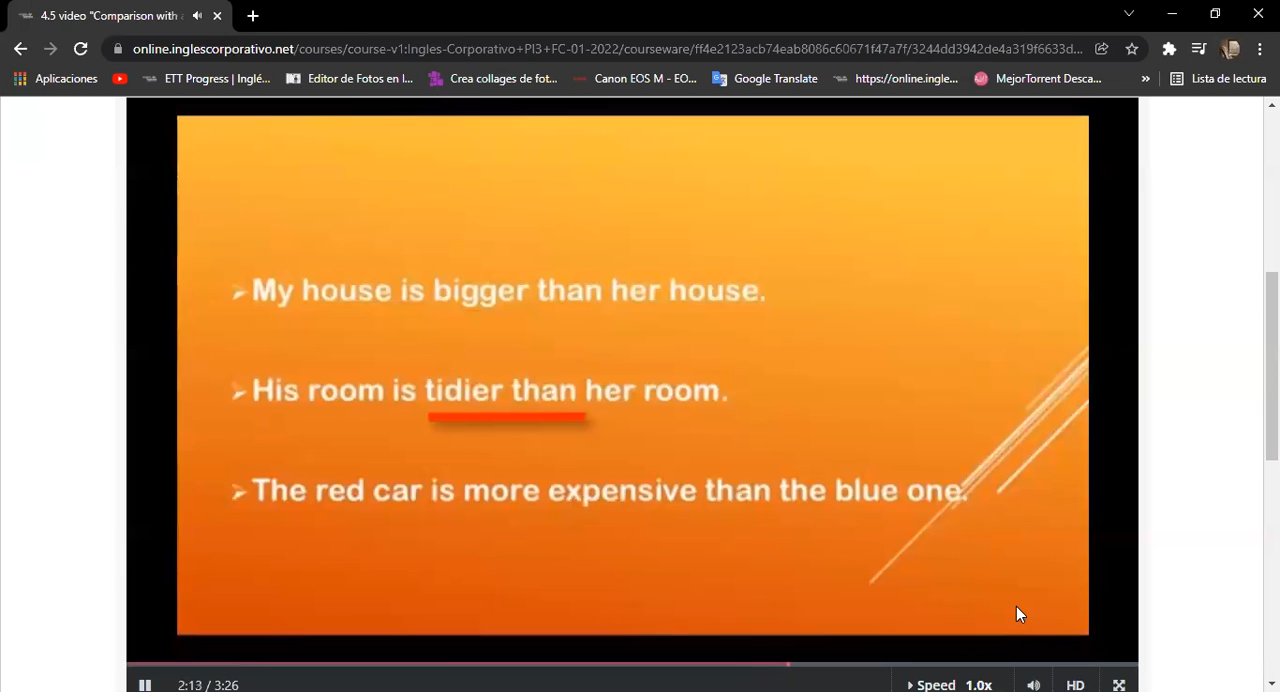 4.5 video "Comparison with a
online.inglescorporativo.net/courses/course-v1:Ingles-Corporativo+PI3+FC-01-2022/courseware/ff4e2123acb74eab8086c60671f47a7f/3244dd3942de4a319f6633d...
Aplicaciones ETT Progress | Inglé... Editor de Fotos en l... Crea collages de fot... Canon EOS M - EO... Google Translate https://online.ingle... MejorTorrent Desca... » Lista de lectura
My house is bigger than her house.
His room is tidier than her room.
The red car is more expensive than the blue one.
2:13 / 3:26 Speed 1.0x HD